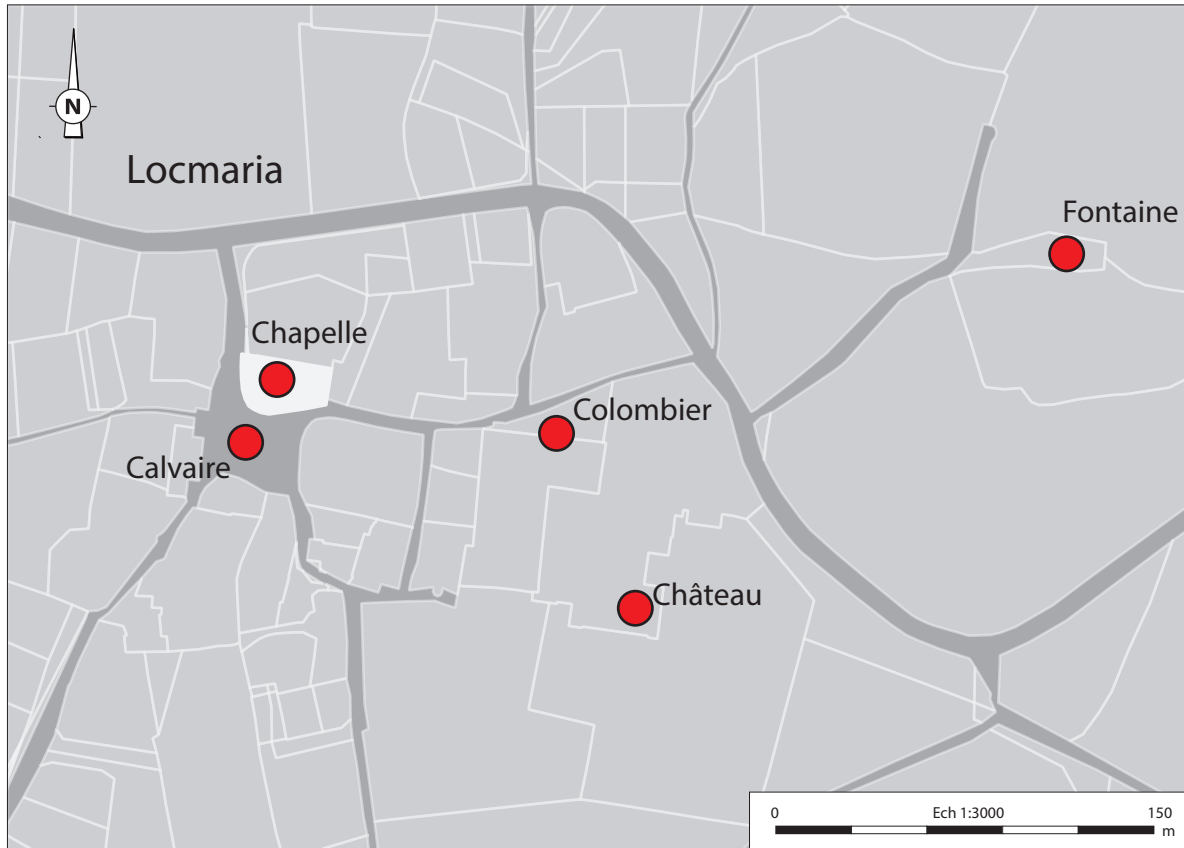 N
Locmaria
Fontaine
Chapelle
Colombier
Calvaire
Château
0 Ech 1:3000 150
m